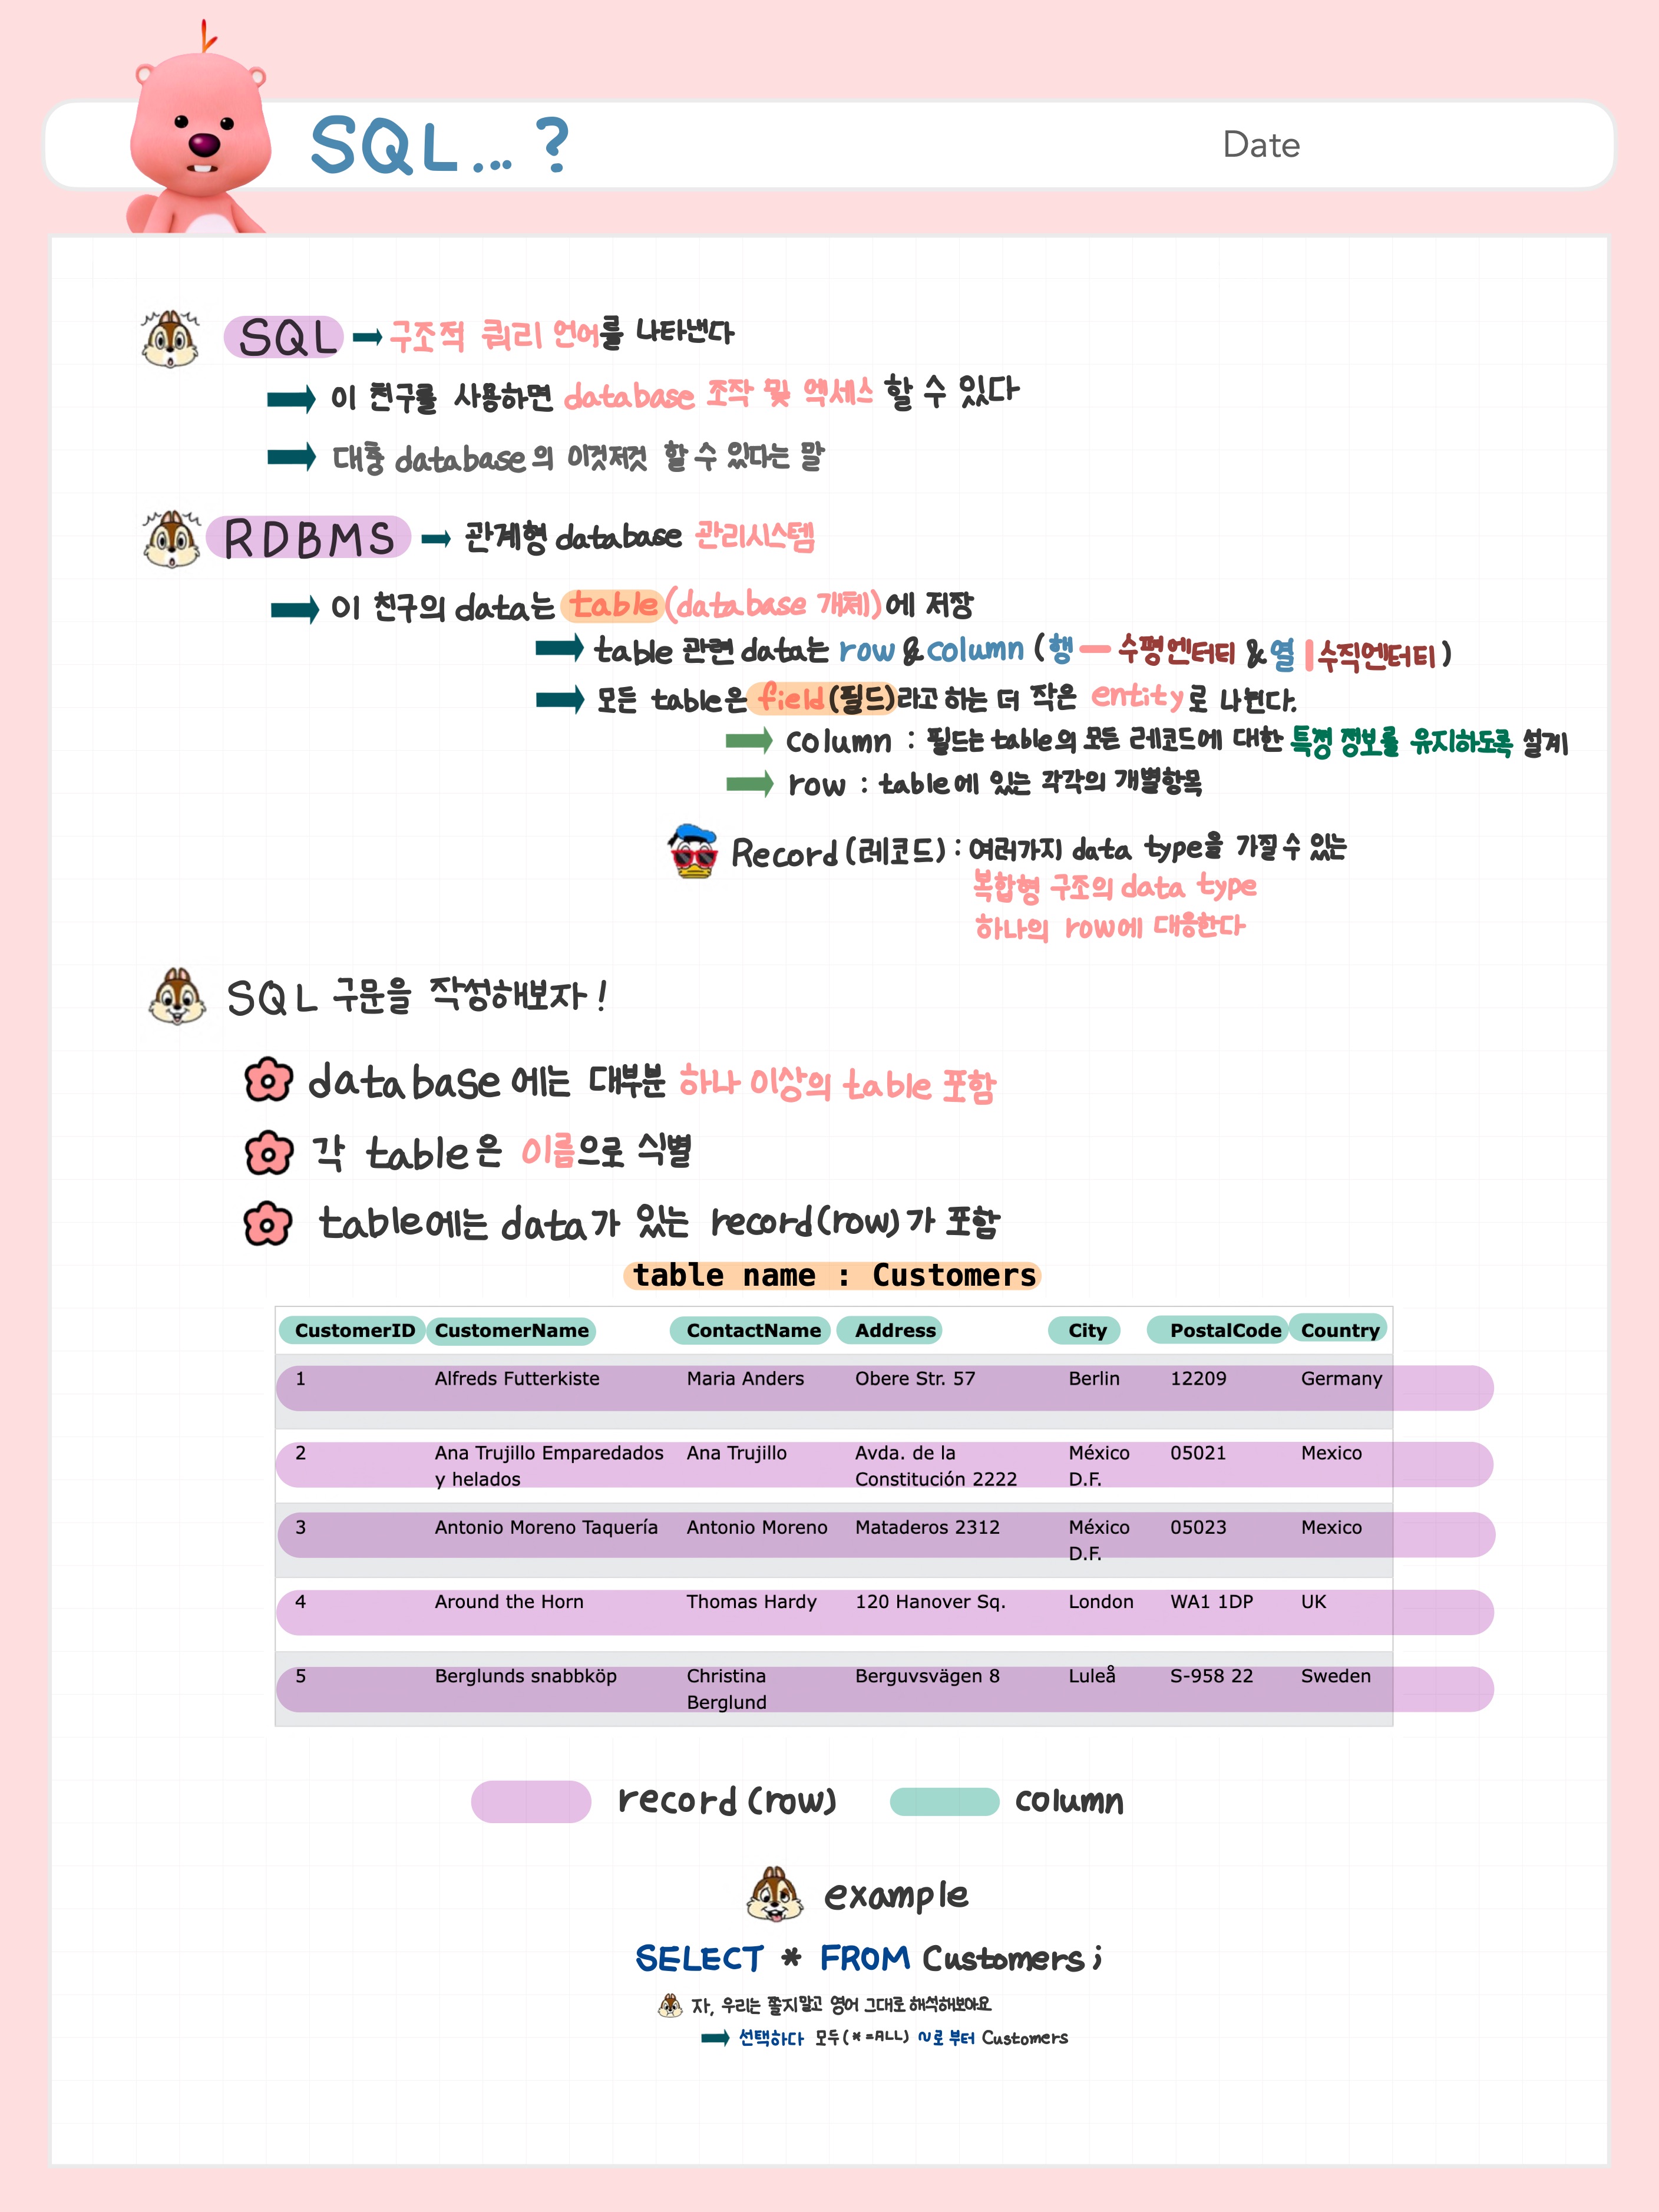 SQL...?
Date
SQL → 구조적 쿼리 언어를 나타낸다
→ 이 친구를 사용하면 database 조작 및 엑세스 할 수 있다
→ 대충 database의 이것저것 할 수 있다는 말
RDBMS → 관계형 database 관리시스템
→ 이 친구의 data는 table(database 개체)에 저장
→ table 관련 data는 row & column (행 — 수평엔터티 & 열 | 수직엔터티)
→ 모든 table은 field(필드)라고 하는 더 작은 entity로 나뉜다.
→ column : 필드는 table의 모든 레코드에 대한 특정 정보를 유지하도록 설계
→ row : table에 있는 각각의 개별항목
Record(레코드) : 여러가지 data type을 가질 수 있는
복합형 구조의 data type
하나의 row에 대응한다
SQL 구문을 작성해보자!
database에는 대부분 하나 이상의 table 포함
각 table은 이름으로 식별
table에는 data가 있는 record(row)가 포함
table name : Customers
CustomerID CustomerName ContactName Address City PostalCode Country
1 Alfreds Futterkiste Maria Anders Obere Str. 57 Berlin 12209 Germany
2 Ana Trujillo Emparedados Ana Trujillo Avda. de la México 05021 Mexico
y helados Constitución 2222 D.F.
3 Antonio Moreno Taquería Antonio Moreno Mataderos 2312 México 05023 Mexico
D.F.
4 Around the Horn Thomas Hardy 120 Hanover Sq. London WA1 1DP UK
5 Berglunds snabbköp Christina Berguvsvägen 8 Luleå S-958 22 Sweden
Berglund
record (row) column
example
SELECT * FROM Customers;
자, 우리는 쫄지말고 영어 그대로 해석해보아요
→ 선택하다 모두(*=ALL) ~로 부터 Customers